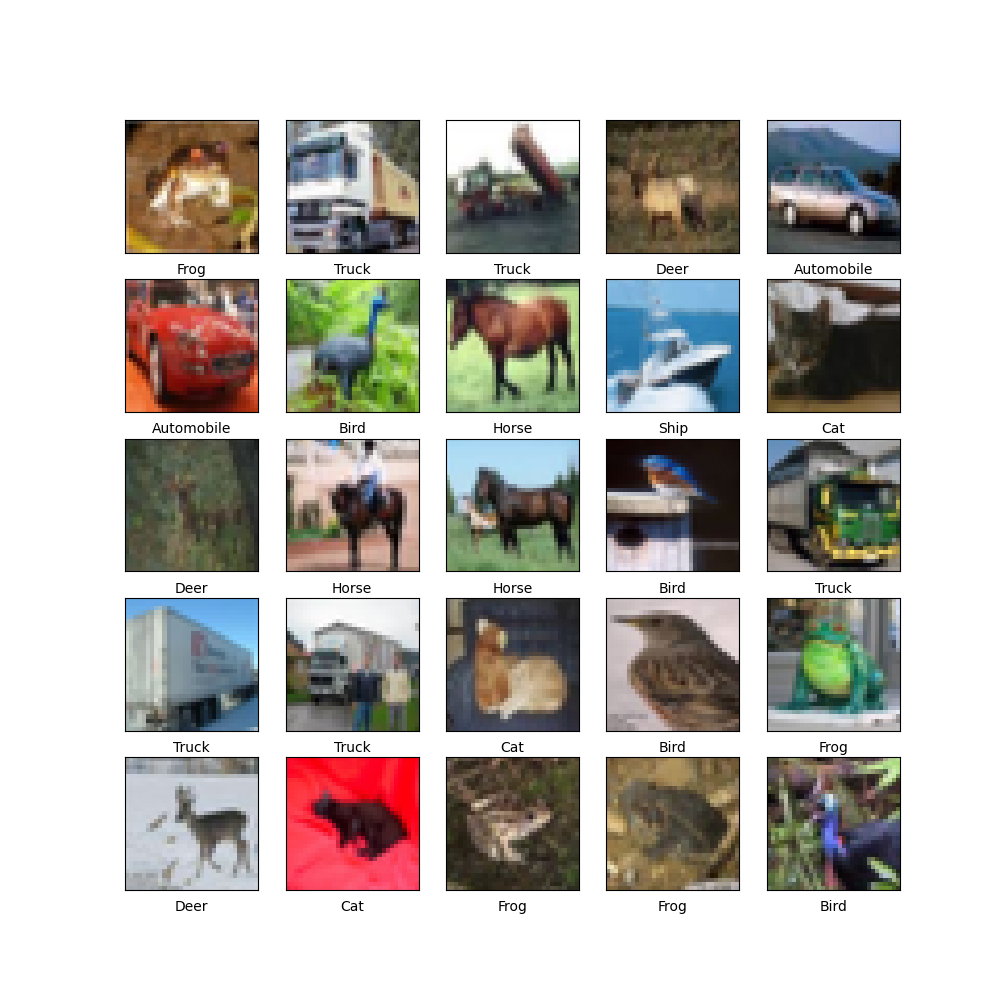 Frog Truck Truck Deer Automobile
Automobile Bird Horse Ship Cat
Deer Horse Horse Bird Truck
Truck Truck Cat Bird Frog
Deer Cat Frog Frog Bird